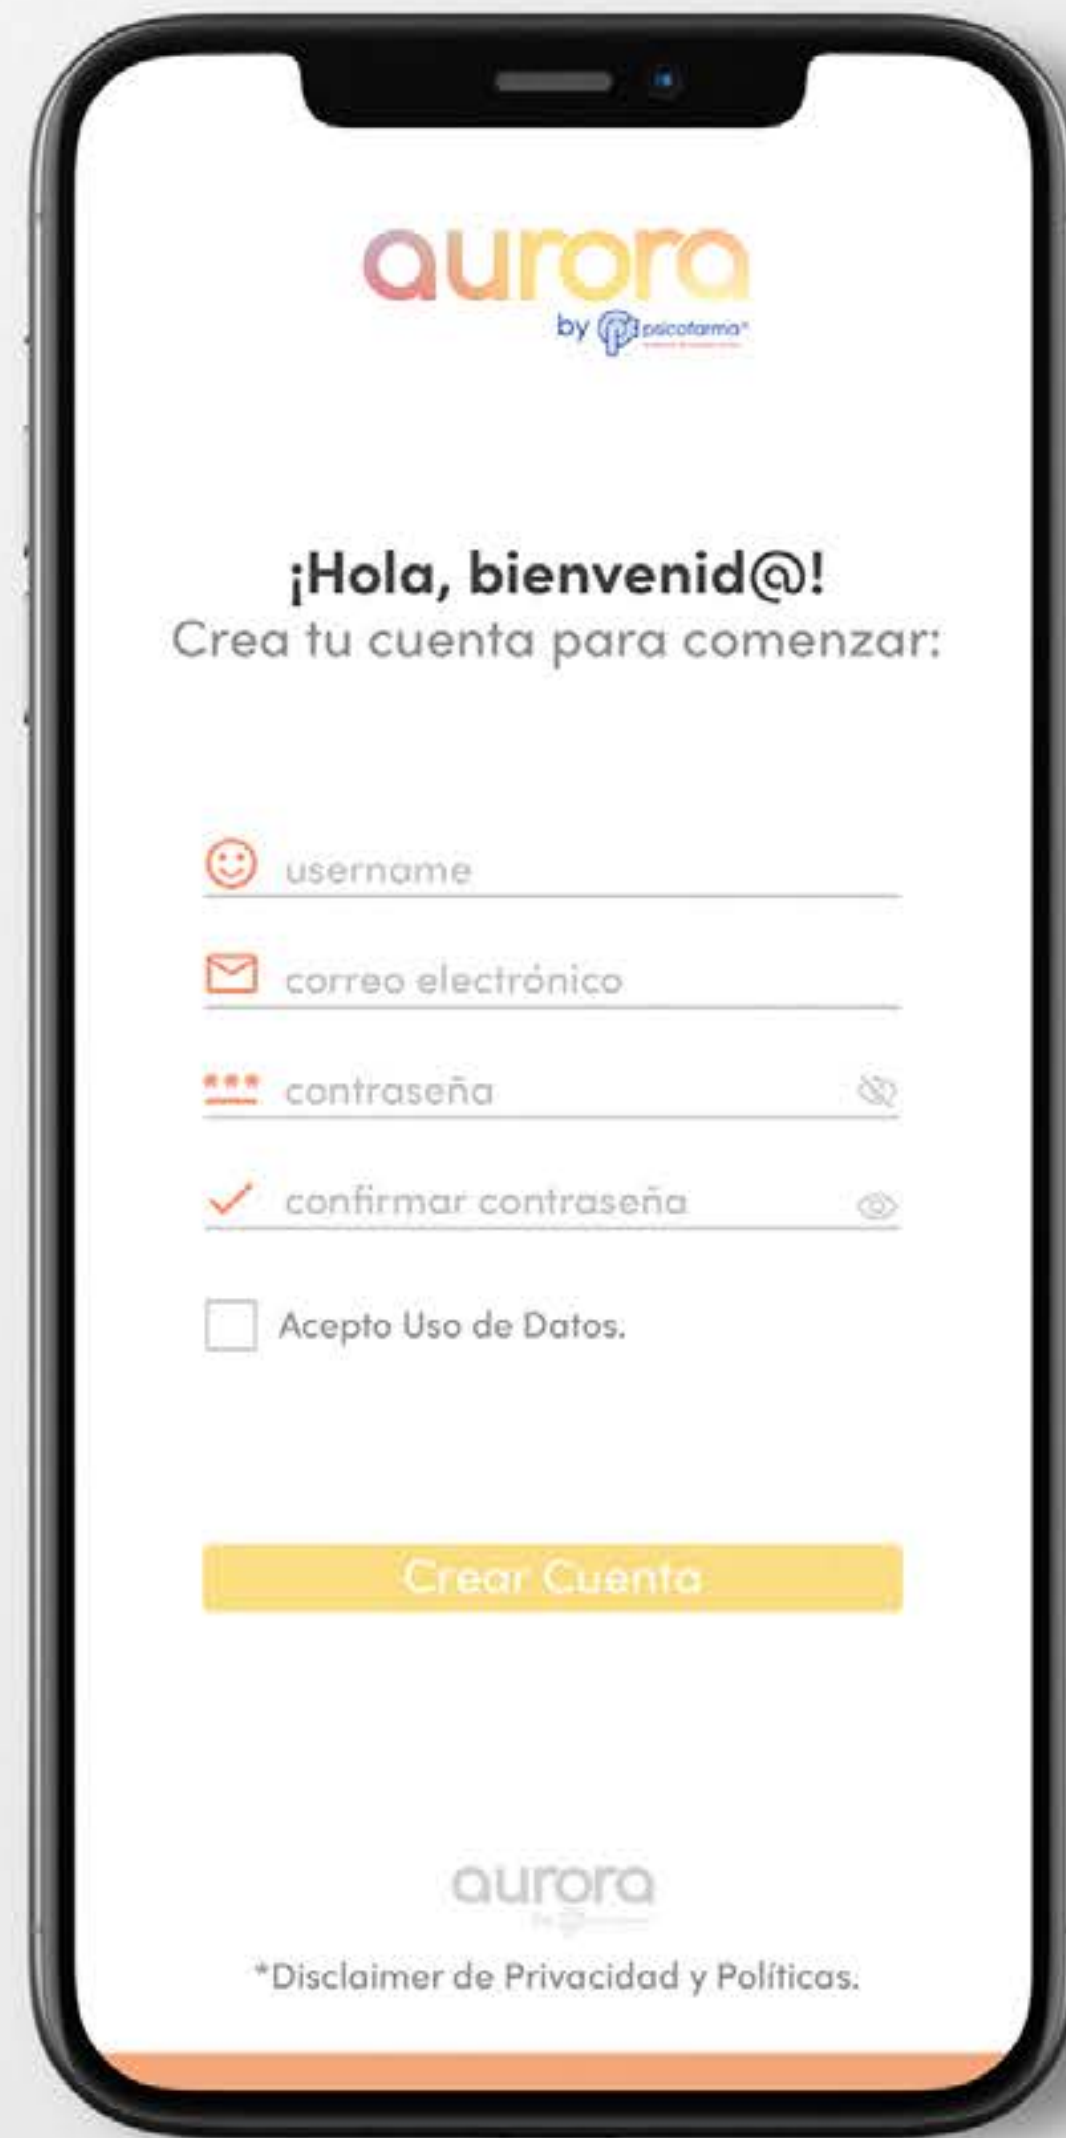 aurora
by psicofarma®
¡Hola, bienvenid@!
Crea tu cuenta para comenzar:
username
correo electrónico
contraseña
confirmar contraseña
Acepto Uso de Datos.
Crear Cuenta
aurora
*Disclaimer de Privacidad y Políticas.